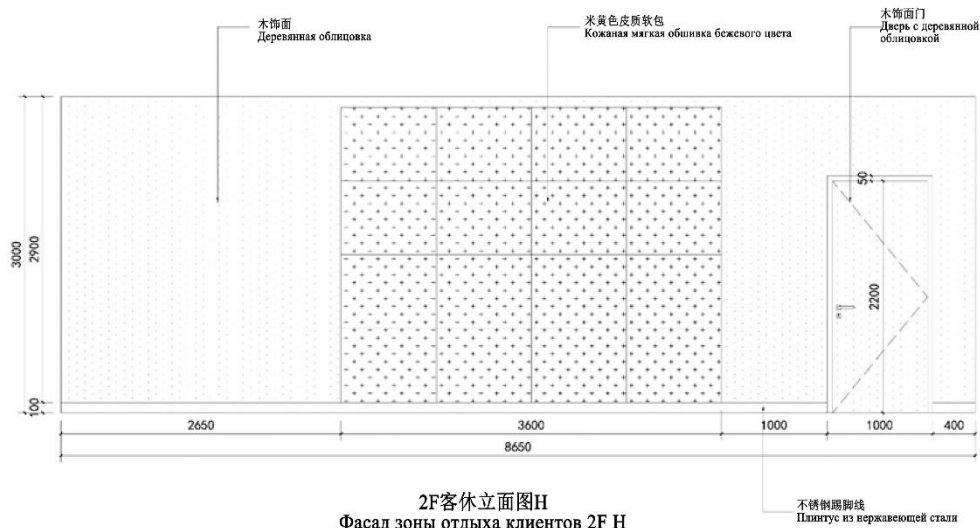 木饰面
Деревянная облицовка
米黄色皮质软包
Кожаная мягкая обшивка бежевого цвета
木饰面门
Дверь с деревянной
облицовкой
3000
2900
100
50
2200
2650
3600
1000
1000
400
8650
不锈钢踢脚线
Плинтус из нержавеющей стали
2F客休立面图H
Фасад зоны отдыха клиентов 2F H